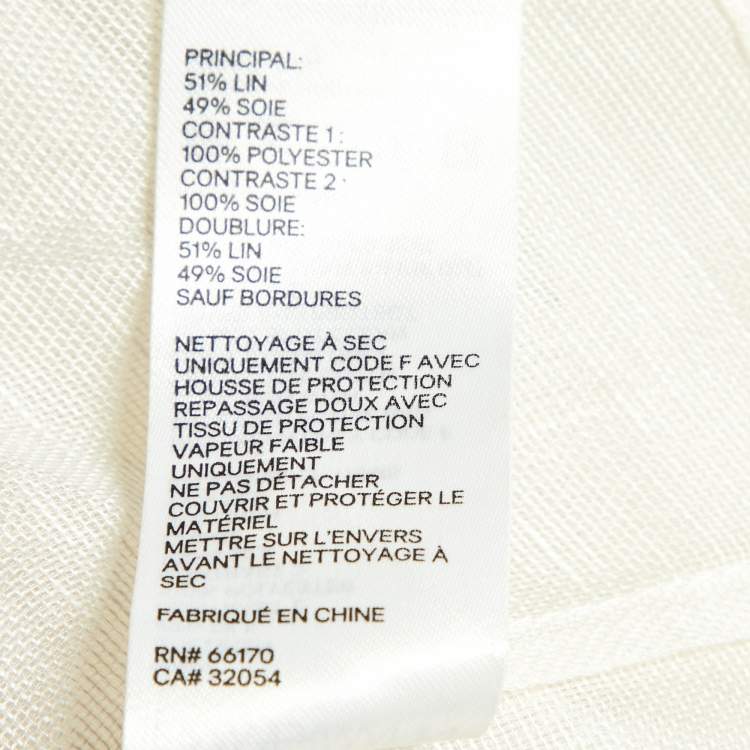 PRINCIPAL:
51% LIN
49% SOIE
CONTRASTE 1:
100% POLYESTER
CONTRASTE 2:
100% SOIE
DOUBLURE:
51% LIN
49% SOIE
SAUF BORDURES
NETTOYAGE À SEC
UNIQUEMENT CODE F AVEC
HOUSSE DE PROTECTION
REPASSAGE DOUX AVEC
TISSU DE PROTECTION
VAPEUR FAIBLE
UNIQUEMENT
NE PAS DÉTACHER
COUVRIR ET PROTÉGER LE
MATÉRIEL
METTRE SUR L'ENVERS
AVANT LE NETTOYAGE À
SEC
FABRIQUÉ EN CHINE
RN# 66170
CA# 32054